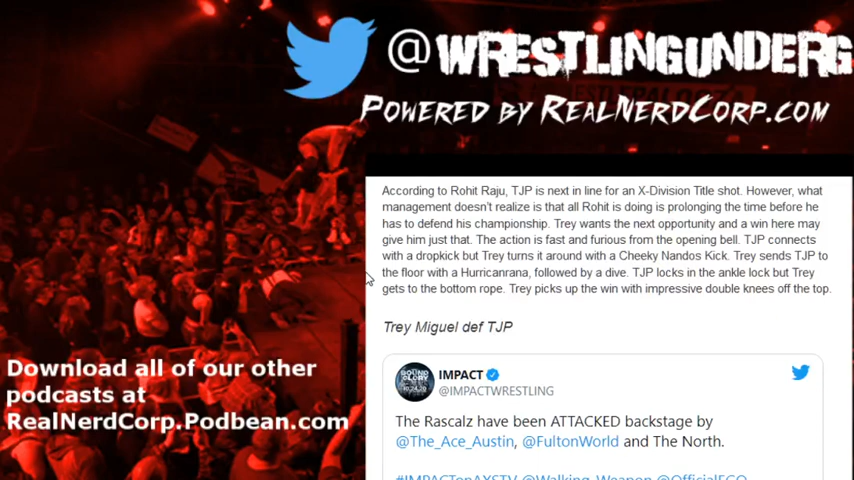 @WRESTLINGUNDERG
POWERED BY REALNERDCORP.COM
According to Rohit Raju, TJP is next in line for an X-Division Title shot. However, what
management doesn't realize is that all Rohit is doing is prolonging the time before he
has to defend his championship. Trey wants the next opportunity and a win here may
give him just that. The action is fast and furious from the opening bell. TJP connects
with a dropkick but Trey turns it around with a Cheeky Nandos Kick. Trey sends TJP to
the floor with a Hurricanrana, followed by a dive. TJP locks in the ankle lock but Trey
gets to the bottom rope. Trey picks up the win with impressive double knees off the top.
Trey Miguel def TJP
Download all of our other
podcasts at
RealNerdCorp.Podbean.com
IMPACT
@IMPACTWRESTLING
The Rascalz have been ATTACKED backstage by
@The_Ace_Austin, @FultonWorld and The North.
#IMPACTonAXSTV @Walking_Weapon @OfficialEGO